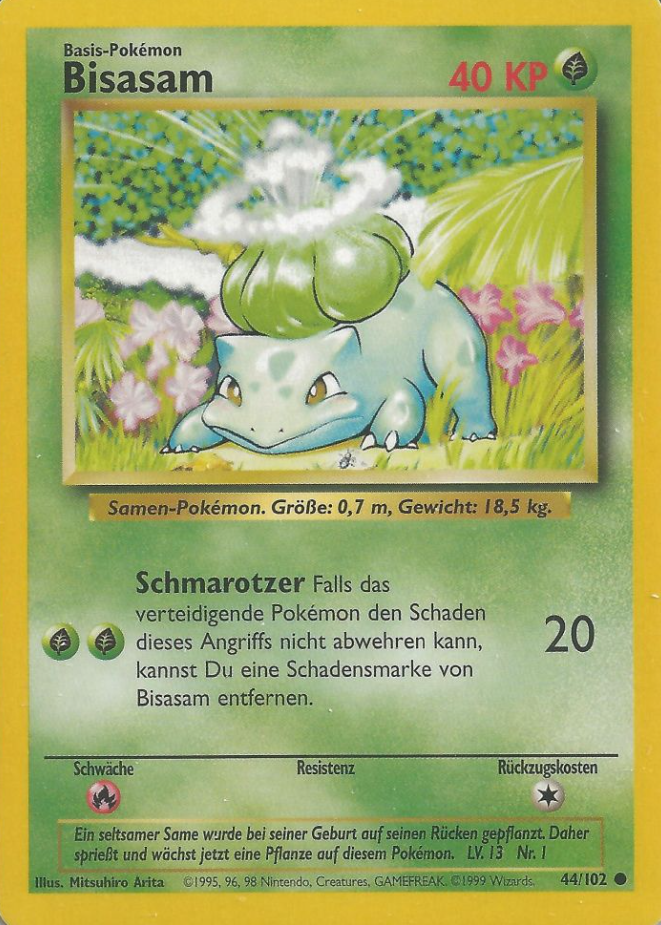 Basis-Pokémon
Bisasam
40 KP
Samen-Pokémon. Größe: 0,7 m, Gewicht: 18,5 kg.
Schmarotzer Falls das
verteidigende Pokémon den Schaden
dieses Angriffs nicht abwehren kann,
kannst Du eine Schadensmarke von
Bisasam entfernen.
20
Schwäche Resistenz Rückzugskosten
Ein seltsamer Same wurde bei seiner Geburt auf seinen Rücken gepflanzt. Daher
sprießt und wächst jetzt eine Pflanze auf diesem Pokémon. LV. 13 Nr. 1
Illus. Mitsuhiro Arita ©1995, 96, 98 Nintendo, Creatures, GAMEFREAK. ©1999 Wizards. 44/102